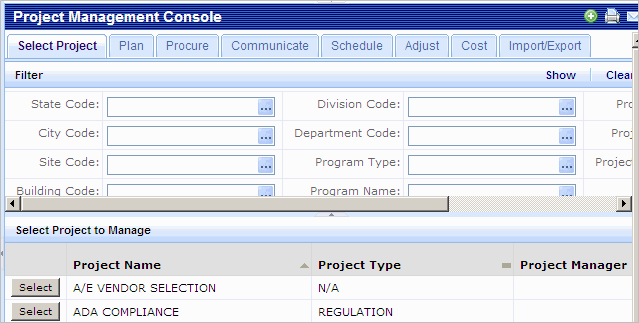 Project Management Console
Select Project Plan Procure Communicate Schedule Adjust Cost Import/Export
Filter Show Clear
State Code: ... Division Code: ... Pro
City Code: ... Department Code: ... Proj
Site Code: ... Program Type: ... Project
Building Code: ... Program Name: ...
Select Project to Manage
Project Name Project Type Project Manager
Select A/E VENDOR SELECTION N/A
Select ADA COMPLIANCE REGULATION